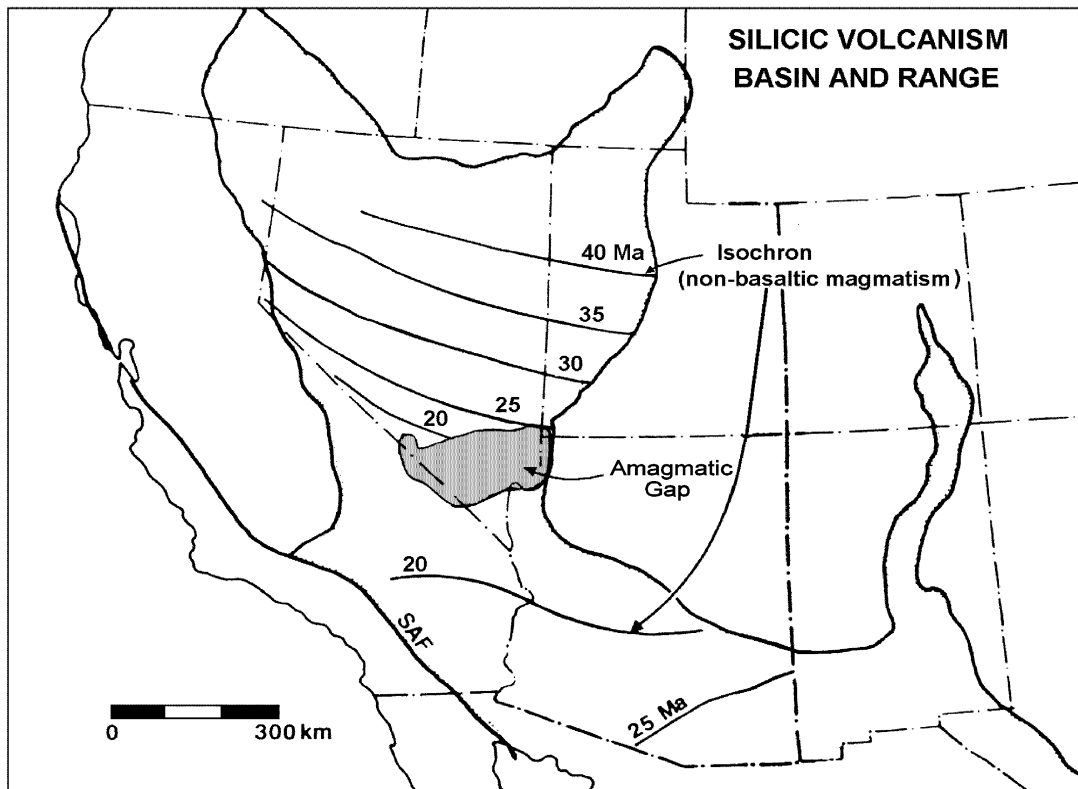 SILICIC VOLCANISM
BASIN AND RANGE
40 Ma
Isochron
(non-basaltic magmatism)
35
30
25
20
Amagmatic
Gap
20
SAF
25 Ma
0 300 km